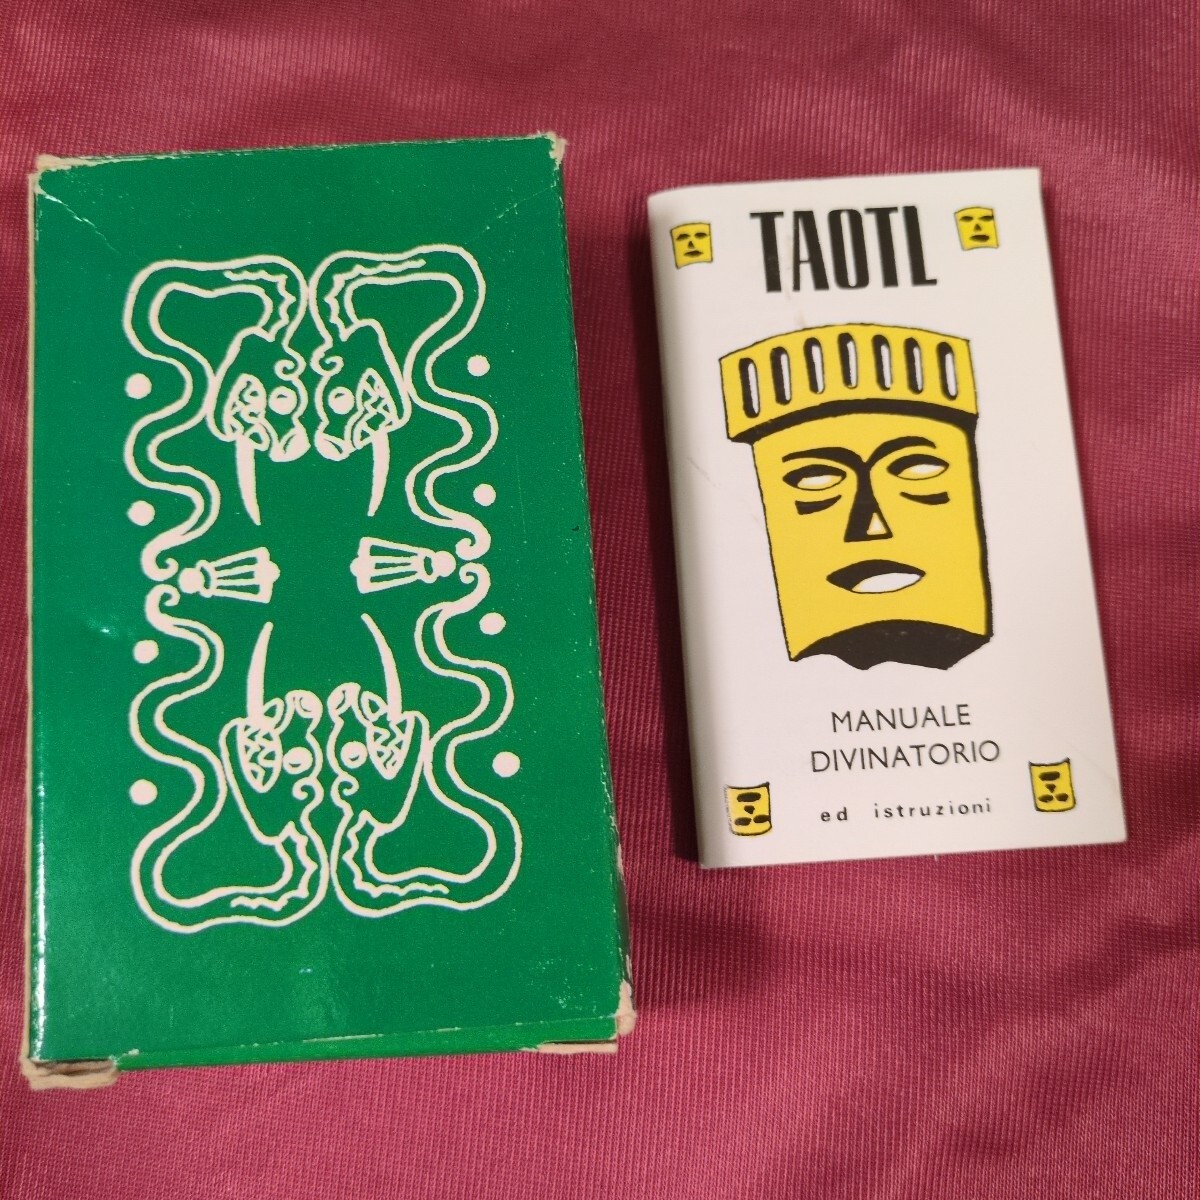 TAOTL
MANUALE
DIVINATORIO
ed istruzioni